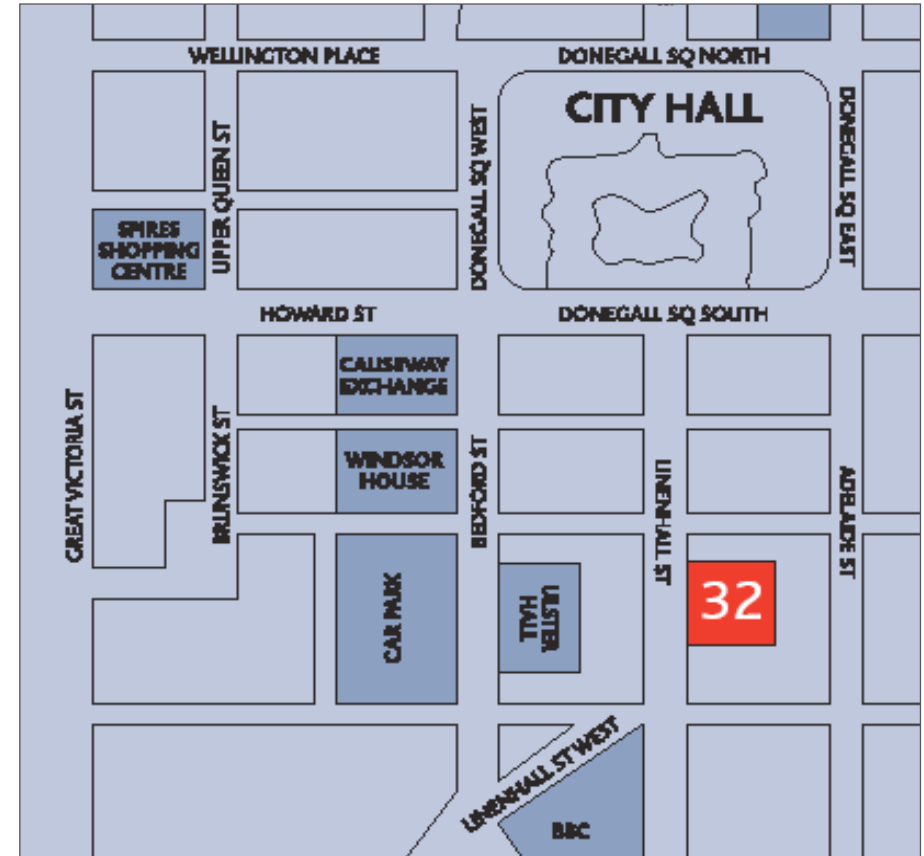 WELLINGTON PLACE
DONEGALL SQ NORTH
CITY HALL
UPPER QUEEN ST
DONEGALL SQ WEST
DONEGALL SQ EAST
SPIRES
SHOPPING
CENTRE
HOWARD ST
DONEGALL SQ SOUTH
CAUSEWAY
EXCHANGE
GREAT VICTORIA ST
BRUNSWICK ST
WINDSOR
HOUSE
BEDFORD ST
LINENHALL ST
ADELAIDE ST
CAR PARK
ULSTER
HALL
32
LINENHALL ST WEST
BBC